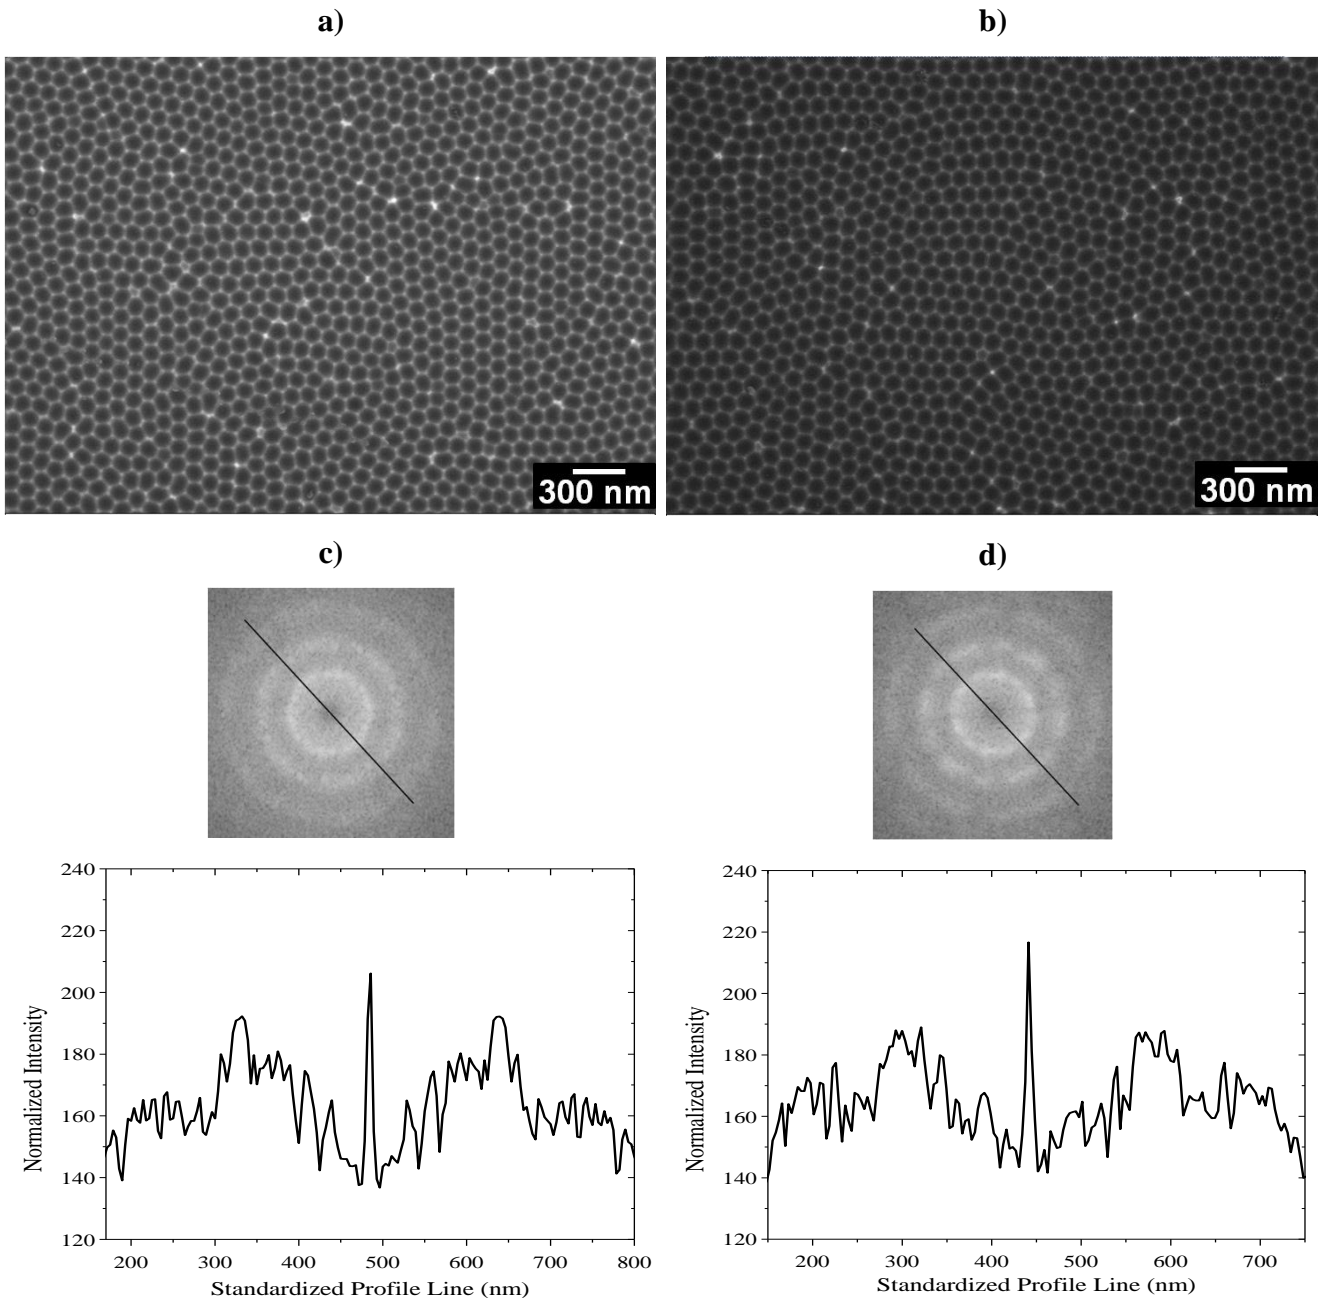 a)
b)
300 nm
300 nm
c)
d)
240
220
200
180
160
140
120
Normalized Intensity
200 300 400 500 600 700 800
Standardized Profile Line (nm)
240
220
200
180
160
140
120
Normalized Intensity
200 300 400 500 600 700
Standardized Profile Line (nm)